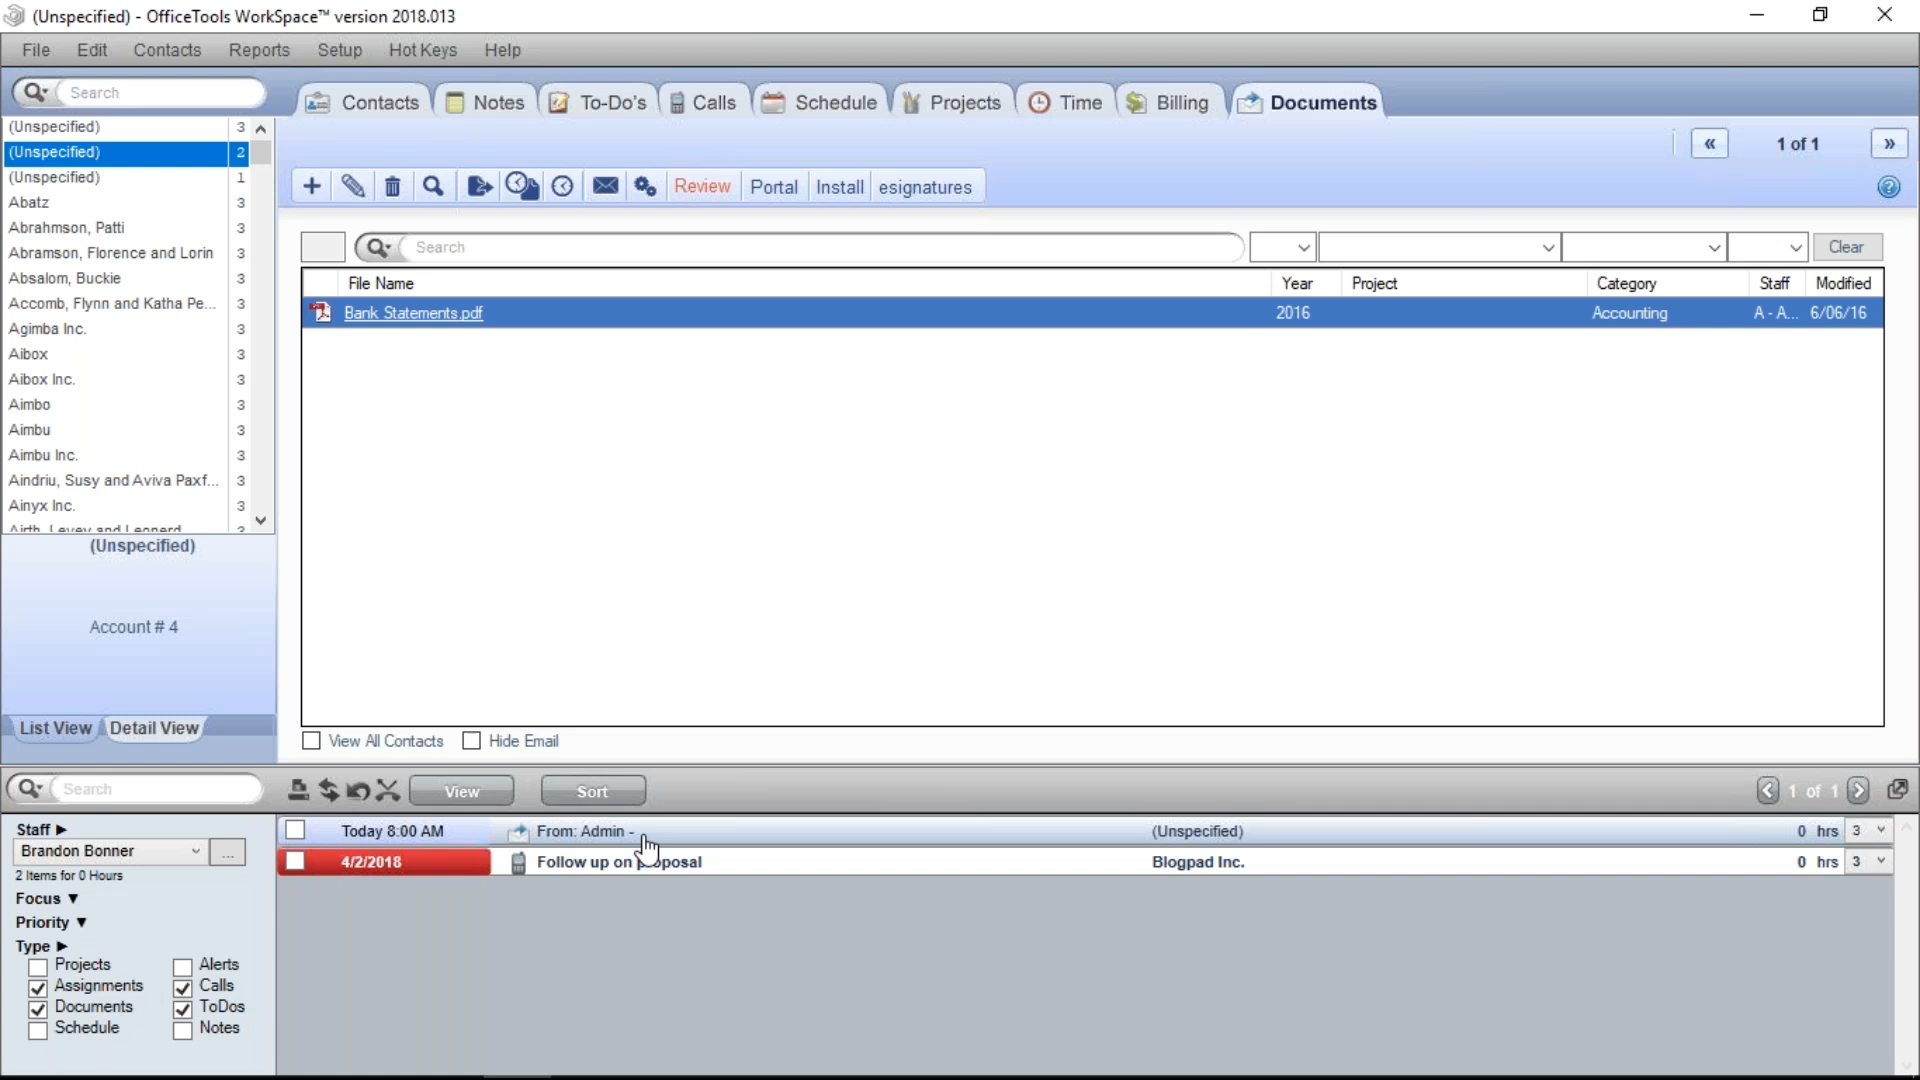 (Unspecified) - OfficeTools WorkSpace™ version 2018.013
File Edit Contacts Reports Setup Hot Keys Help
Search
Contacts Notes To-Do's Calls Schedule Projects Time Billing Documents
(Unspecified) 3
(Unspecified) 2
(Unspecified) 1
Abatz 3
Abrahmson, Patti 3
Abramson, Florence and Lorin 3
Absalom, Buckie 3
Accomb, Flynn and Katha Pe... 3
Agimba Inc. 3
Aibox 3
Aibox Inc. 3
Aimbo 3
Aimbu 3
Aimbu Inc. 3
Aindriu, Susy and Aviva Paxf... 3
Ainyx Inc. 3
Airth, Levey and Leonerd 3
(Unspecified)
Account # 4
List View Detail View
« 1 of 1 »
Review Portal Install esignatures
Search Clear
File Name Year Project Category Staff Modified
Bank Statements.pdf 2016 Accounting A - A... 6/06/16
View All Contacts Hide Email
Search View Sort 1 of 1
Staff
Brandon Bonner ...
2 Items for 0 Hours
Focus
Priority
Type
Projects Alerts
Assignments Calls
Documents ToDos
Schedule Notes
Today 8:00 AM From: Admin - (Unspecified) 0 hrs 3
4/2/2018 Follow up on Blogpad Inc. 0 hrs 3